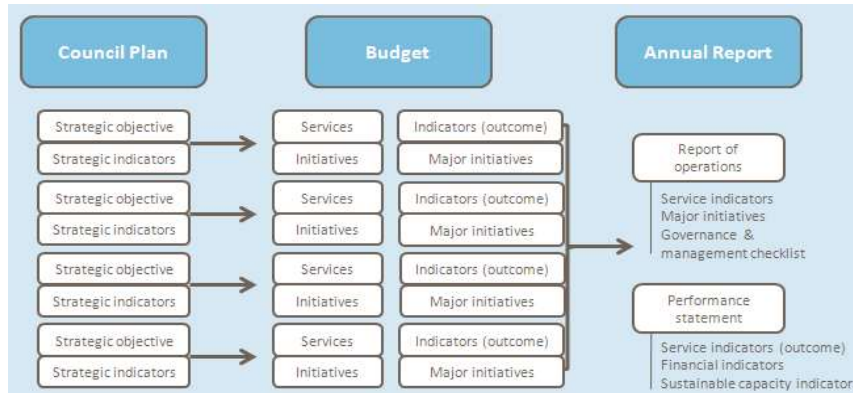 Council Plan
Budget
Annual Report
Strategic objective
Strategic indicators
Services
Initiatives
Indicators (outcome)
Major initiatives
Strategic objective
Strategic indicators
Services
Initiatives
Indicators (outcome)
Major initiatives
Strategic objective
Strategic indicators
Services
Initiatives
Indicators (outcome)
Major initiatives
Strategic objective
Strategic indicators
Services
Initiatives
Indicators (outcome)
Major initiatives
Report of
operations
Service indicators
Major initiatives
Governance &
management checklist
Performance
statement
Service indicators (outcome)
Financial indicators
Sustainable capacity indicator